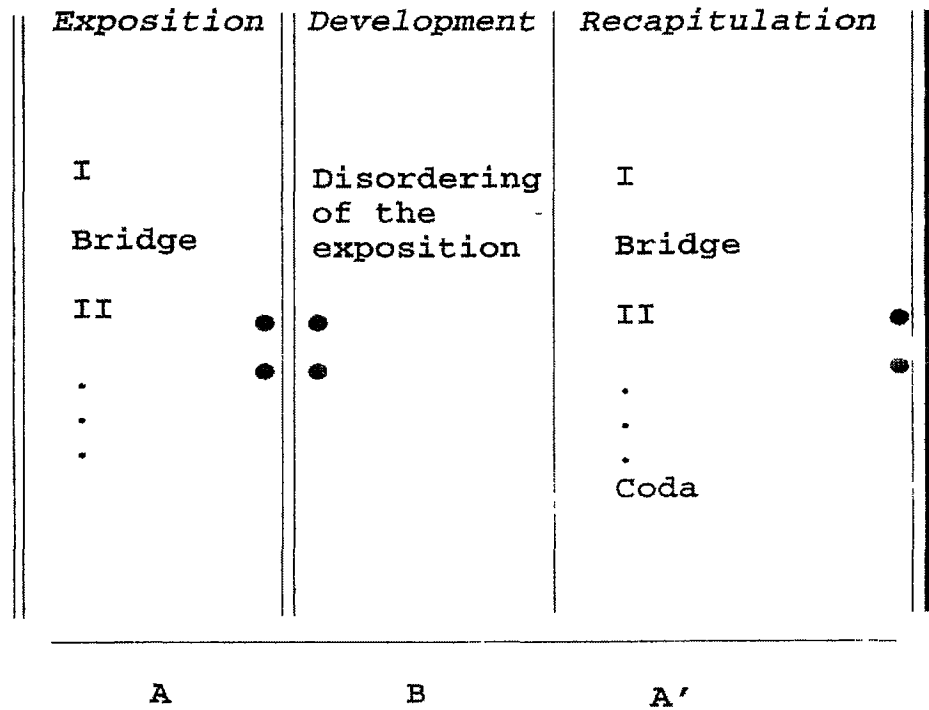 Exposition Development Recapitulation
I
Bridge
II
.
.
.
Disordering
of the
exposition
I
Bridge
II
.
.
.
Coda
A B A′